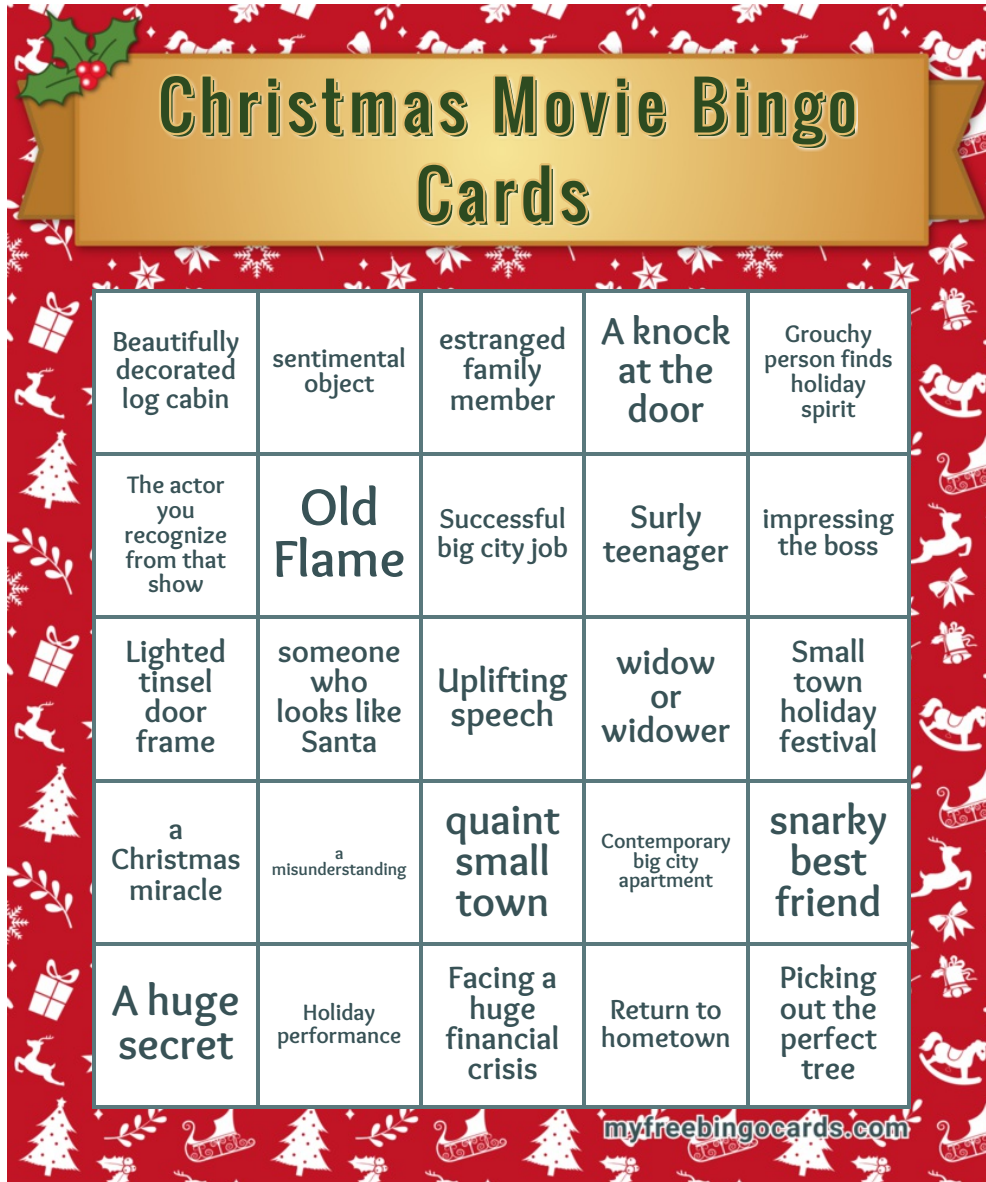 Christmas Movie Bingo
Cards
Beautifully
decorated
log cabin
sentimental
object
estranged
family
member
A knock
at the
door
Grouchy
person finds
holiday
spirit
The actor
you
recognize
from that
show
Old
Flame
Successful
big city job
Surly
teenager
impressing
the boss
Lighted
tinsel
door
frame
someone
who
looks like
Santa
Uplifting
speech
widow
or
widower
Small
town
holiday
festival
a
Christmas
miracle
a
misunderstanding
quaint
small
town
Contemporary
big city
apartment
snarky
best
friend
A huge
secret
Holiday
performance
Facing a
huge
financial
crisis
Return to
hometown
Picking
out the
perfect
tree
myfreebingocards.com